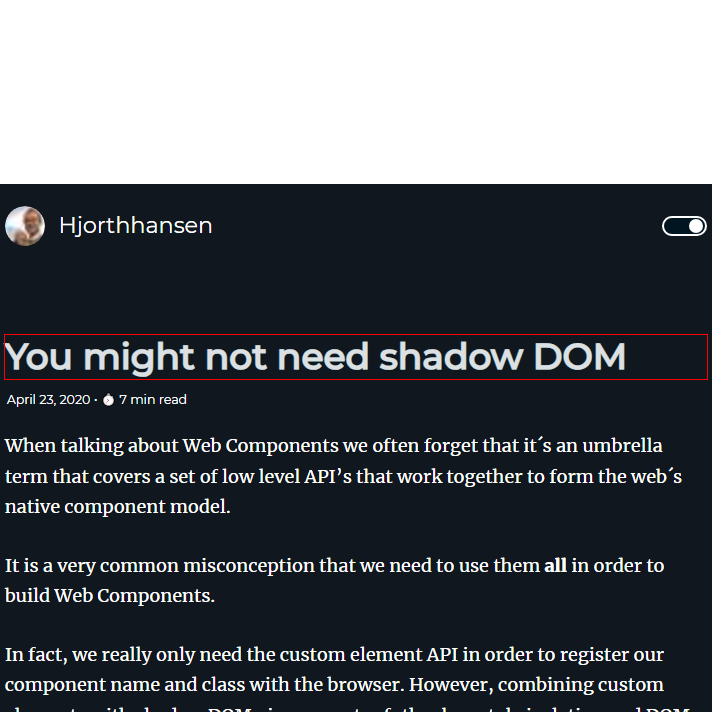 Hjorthhansen
You might not need shadow DOM
April 23, 2020 • ⏱️ 7 min read
When talking about Web Components we often forget that it´s an umbrella
term that covers a set of low level API’s that work together to form the web´s
native component model.
It is a very common misconception that we need to use them all in order to
build Web Components.
In fact, we really only need the custom element API in order to register our
component name and class with the browser. However, combining custom